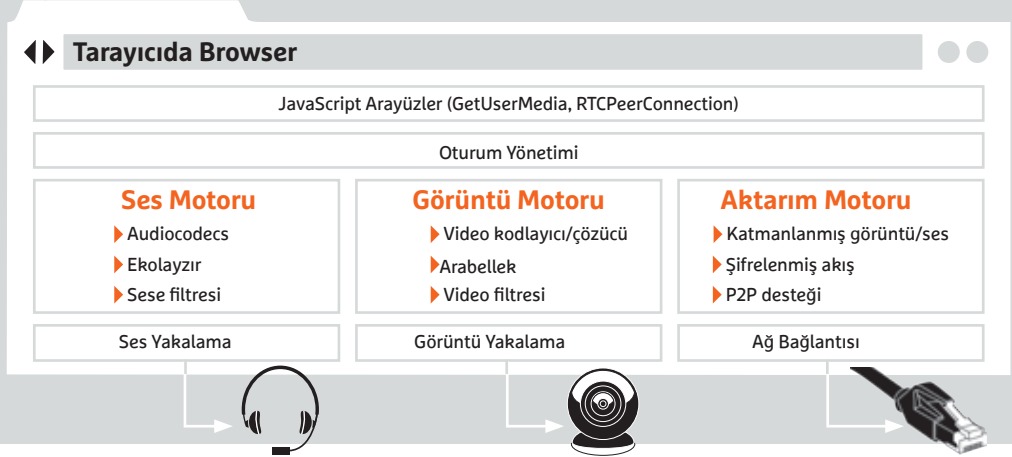 Tarayıcıda Browser
JavaScript Arayüzler (GetUserMedia, RTCPeerConnection)
Oturum Yönetimi
Ses Motoru
Audiocodecs
Ekolayzır
Sese filtresi
Ses Yakalama
Görüntü Motoru
Video kodlayıcı/çözücü
Arabellek
Video filtresi
Görüntü Yakalama
Aktarım Motoru
Katmanlanmış görüntü/ses
Şifrelenmiş akış
P2P desteği
Ağ Bağlantısı